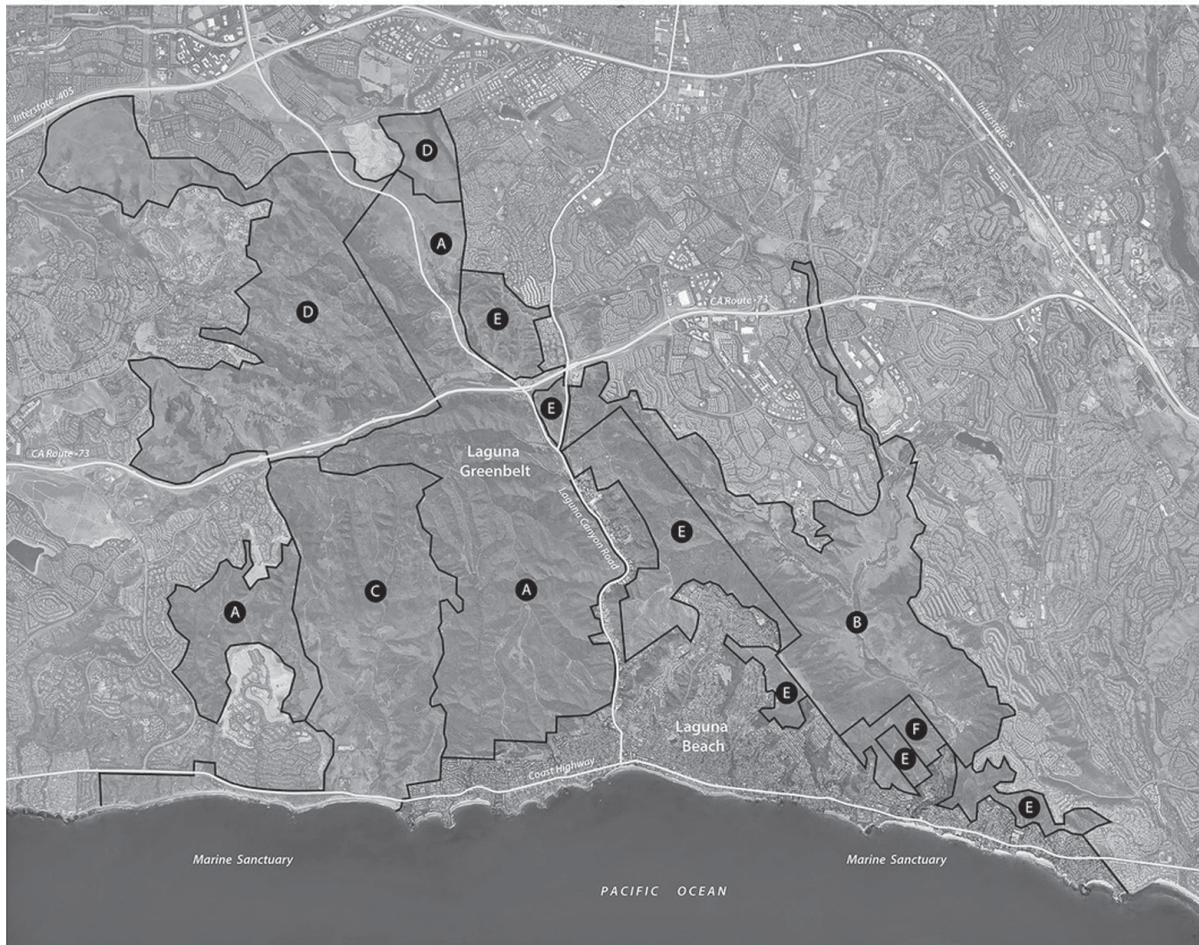 Interstate -405
Interstate -5
D
A
D
E
CA Route -73
E
CA Route -73
Laguna
Greenbelt
Laguna Canyon Road
E
C
A
A
B
E
Laguna
Beach
F
E
Coast Highway
E
Marine Sanctuary
Marine Sanctuary
PACIFIC OCEAN